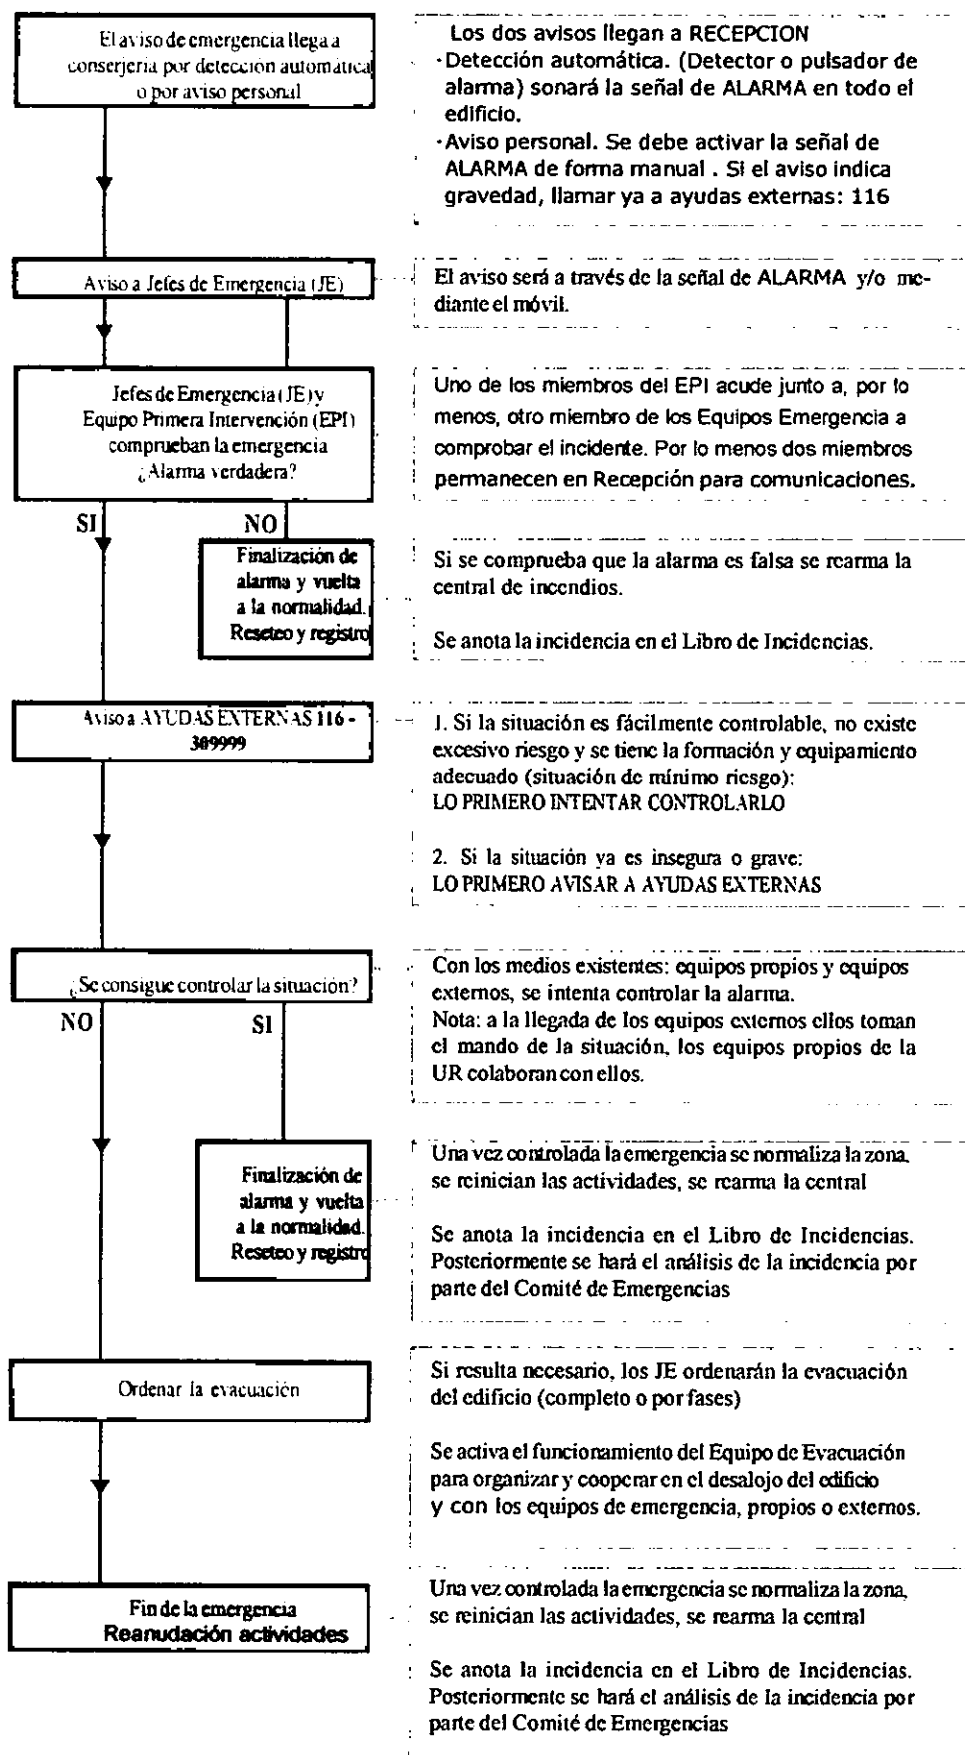 El aviso de emergencia llega a
conserjería por detección automática
o por aviso personal
Los dos avisos llegan a RECEPCION
·Detección automática. (Detector o pulsador de
alarma) sonará la señal de ALARMA en todo el
edificio.
·Aviso personal. Se debe activar la señal de
ALARMA de forma manual . Si el aviso indica
gravedad, llamar ya a ayudas externas: 116
Aviso a Jefes de Emergencia (JE)
El aviso será a través de la señal de ALARMA y/o me-
diante el móvil.
Jefes de Emergencia (JE) y
Equipo Primera Intervención (EPI)
comprueban la emergencia
¿Alarma verdadera?
Uno de los miembros del EPI acude junto a, por lo
menos, otro miembro de los Equipos Emergencia a
comprobar el incidente. Por lo menos dos miembros
permanecen en Recepción para comunicaciones.
SI
NO
Finalización de
alarma y vuelta
a la normalidad.
Reseteo y registro
Si se comprueba que la alarma es falsa se rearma la
central de incendios.
Se anota la incidencia en el Libro de Incidencias.
Aviso a AYUDAS EXTERNAS 116 -
309999
1. Si la situación es fácilmente controlable, no existe
excesivo riesgo y se tiene la formación y equipamiento
adecuado (situación de mínimo riesgo):
LO PRIMERO INTENTAR CONTROLARLO
2. Si la situación ya es insegura o grave:
LO PRIMERO AVISAR A AYUDAS EXTERNAS
¿Se consigue controlar la situación?
Con los medios existentes: equipos propios y equipos
externos, se intenta controlar la alarma.
Nota: a la llegada de los equipos externos ellos toman
el mando de la situación, los equipos propios de la
UR colaboran con ellos.
NO
SI
Finalización de
alarma y vuelta
a la normalidad.
Reseteo y registro
Una vez controlada la emergencia se normaliza la zona,
se reinician las actividades, se rearma la central
Se anota la incidencia en el Libro de Incidencias.
Posteriormente se hará el análisis de la incidencia por
parte del Comité de Emergencias
Ordenar la evacuación
Si resulta necesario, los JE ordenarán la evacuación
del edificio (completo o por fases)
Se activa el funcionamiento del Equipo de Evacuación
para organizar y cooperar en el desalojo del edificio
y con los equipos de emergencia, propios o externos.
Fin de la emergencia
Reanudación actividades
Una vez controlada la emergencia se normaliza la zona,
se reinician las actividades, se rearma la central
Se anota la incidencia en el Libro de Incidencias.
Posteriormente se hará el análisis de la incidencia por
parte del Comité de Emergencias